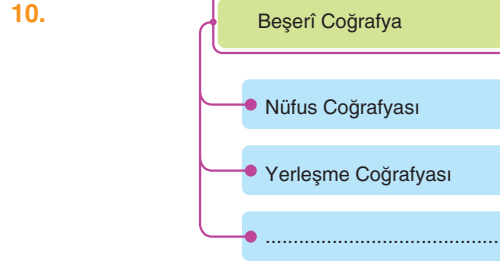 10.
Beşerî Coğrafya
Nüfus Coğrafyası
Yerleşme Coğrafyası
..........................................